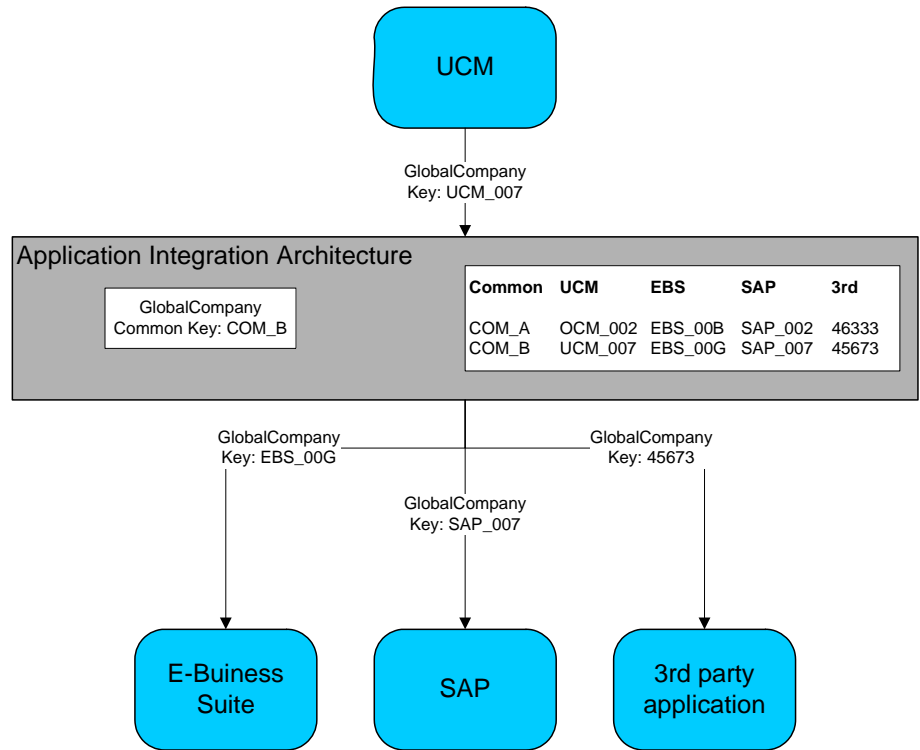 UCM
GlobalCompany
Key: UCM_007
Application Integration Architecture
GlobalCompany
Common Key: COM_B
Common UCM EBS SAP 3rd
COM_A OCM_002 EBS_00B SAP_002 46333
COM_B UCM_007 EBS_00G SAP_007 45673
GlobalCompany
Key: EBS_00G
GlobalCompany
Key: SAP_007
GlobalCompany
Key: 45673
E-Buiness
Suite
SAP
3rd party
application